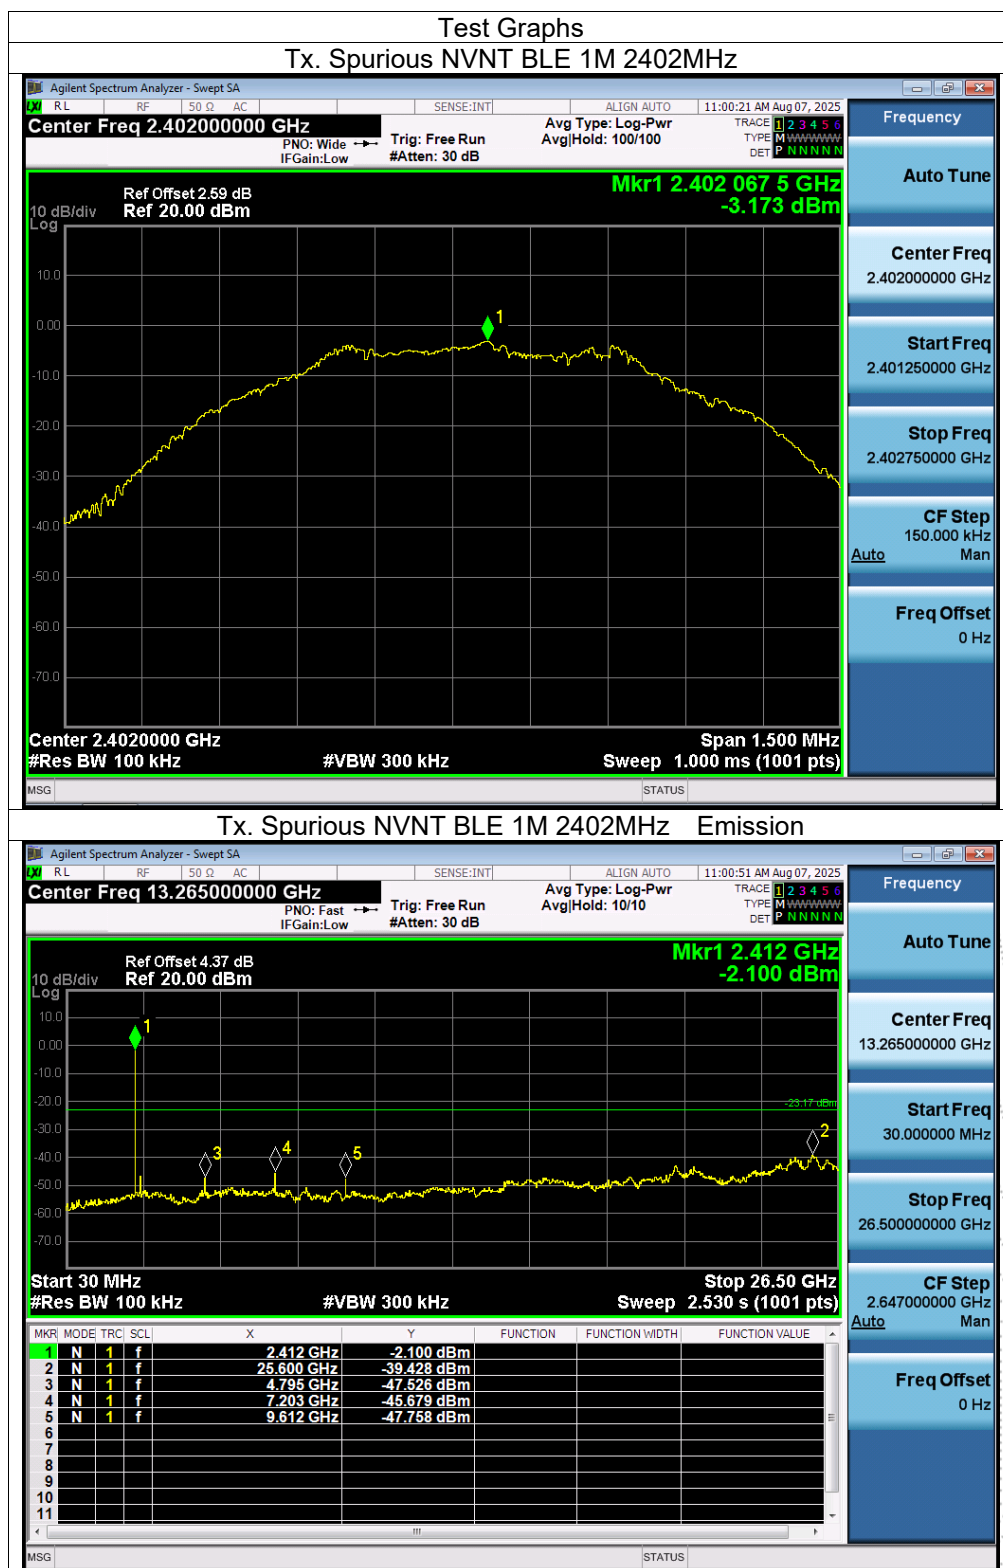 Test Graphs
Tx. Spurious NVNT BLE 1M 2402MHz
Agilent Spectrum Analyzer - Swept SA
LXI RL RF 50 Ω AC SENSE:INT ALIGN AUTO 11:00:21 AM Aug 07, 2025
Center Freq 2.402000000 GHz
PNO: Wide
IFGain:Low
Trig: Free Run
#Atten: 30 dB
Avg Type: Log-Pwr
Avg|Hold: 100/100
TRACE 1 2 3 4 5 6
TYPE M W W W W W
DET P N N N N N
Frequency
Auto Tune
Center Freq
2.402000000 GHz
Start Freq
2.401250000 GHz
Stop Freq
2.402750000 GHz
CF Step
150.000 kHz
Auto Man
Freq Offset
0 Hz
Ref Offset 2.59 dB
10 dB/div Ref 20.00 dBm
Log
Mkr1 2.402 067 5 GHz
-3.173 dBm
10.0
0.00
-10.0
-20.0
-30.0
-40.0
-50.0
-60.0
-70.0
1
Center 2.4020000 GHz Span 1.500 MHz
#Res BW 100 kHz #VBW 300 kHz Sweep 1.000 ms (1001 pts)
MSG STATUS
Tx. Spurious NVNT BLE 1M 2402MHz Emission
Agilent Spectrum Analyzer - Swept SA
LXI RL RF 50 Ω AC SENSE:INT ALIGN AUTO 11:00:51 AM Aug 07, 2025
Center Freq 13.265000000 GHz
PNO: Fast
IFGain:Low
Trig: Free Run
#Atten: 30 dB
Avg Type: Log-Pwr
Avg|Hold: 10/10
TRACE 1 2 3 4 5 6
TYPE M W W W W W
DET P N N N N N
Frequency
Auto Tune
Center Freq
13.265000000 GHz
Start Freq
30.000000 MHz
Stop Freq
26.500000000 GHz
CF Step
2.647000000 GHz
Auto Man
Freq Offset
0 Hz
Ref Offset 4.37 dB
10 dB/div Ref 20.00 dBm
Log
Mkr1 2.412 GHz
-2.100 dBm
10.0
0.00
-10.0
-20.0
-30.0
-40.0
-50.0
-60.0
-70.0
1
-23.17 dBm
2
3
4
5
Start 30 MHz Stop 26.50 GHz
#Res BW 100 kHz #VBW 300 kHz Sweep 2.530 s (1001 pts)
MKR MODE TRC SCL X Y FUNCTION FUNCTION WIDTH FUNCTION VALUE
1 N 1 f 2.412 GHz -2.100 dBm
2 N 1 f 25.600 GHz -39.428 dBm
3 N 1 f 4.795 GHz -47.526 dBm
4 N 1 f 7.203 GHz -45.679 dBm
5 N 1 f 9.612 GHz -47.758 dBm
6
7
8
9
10
11
MSG STATUS